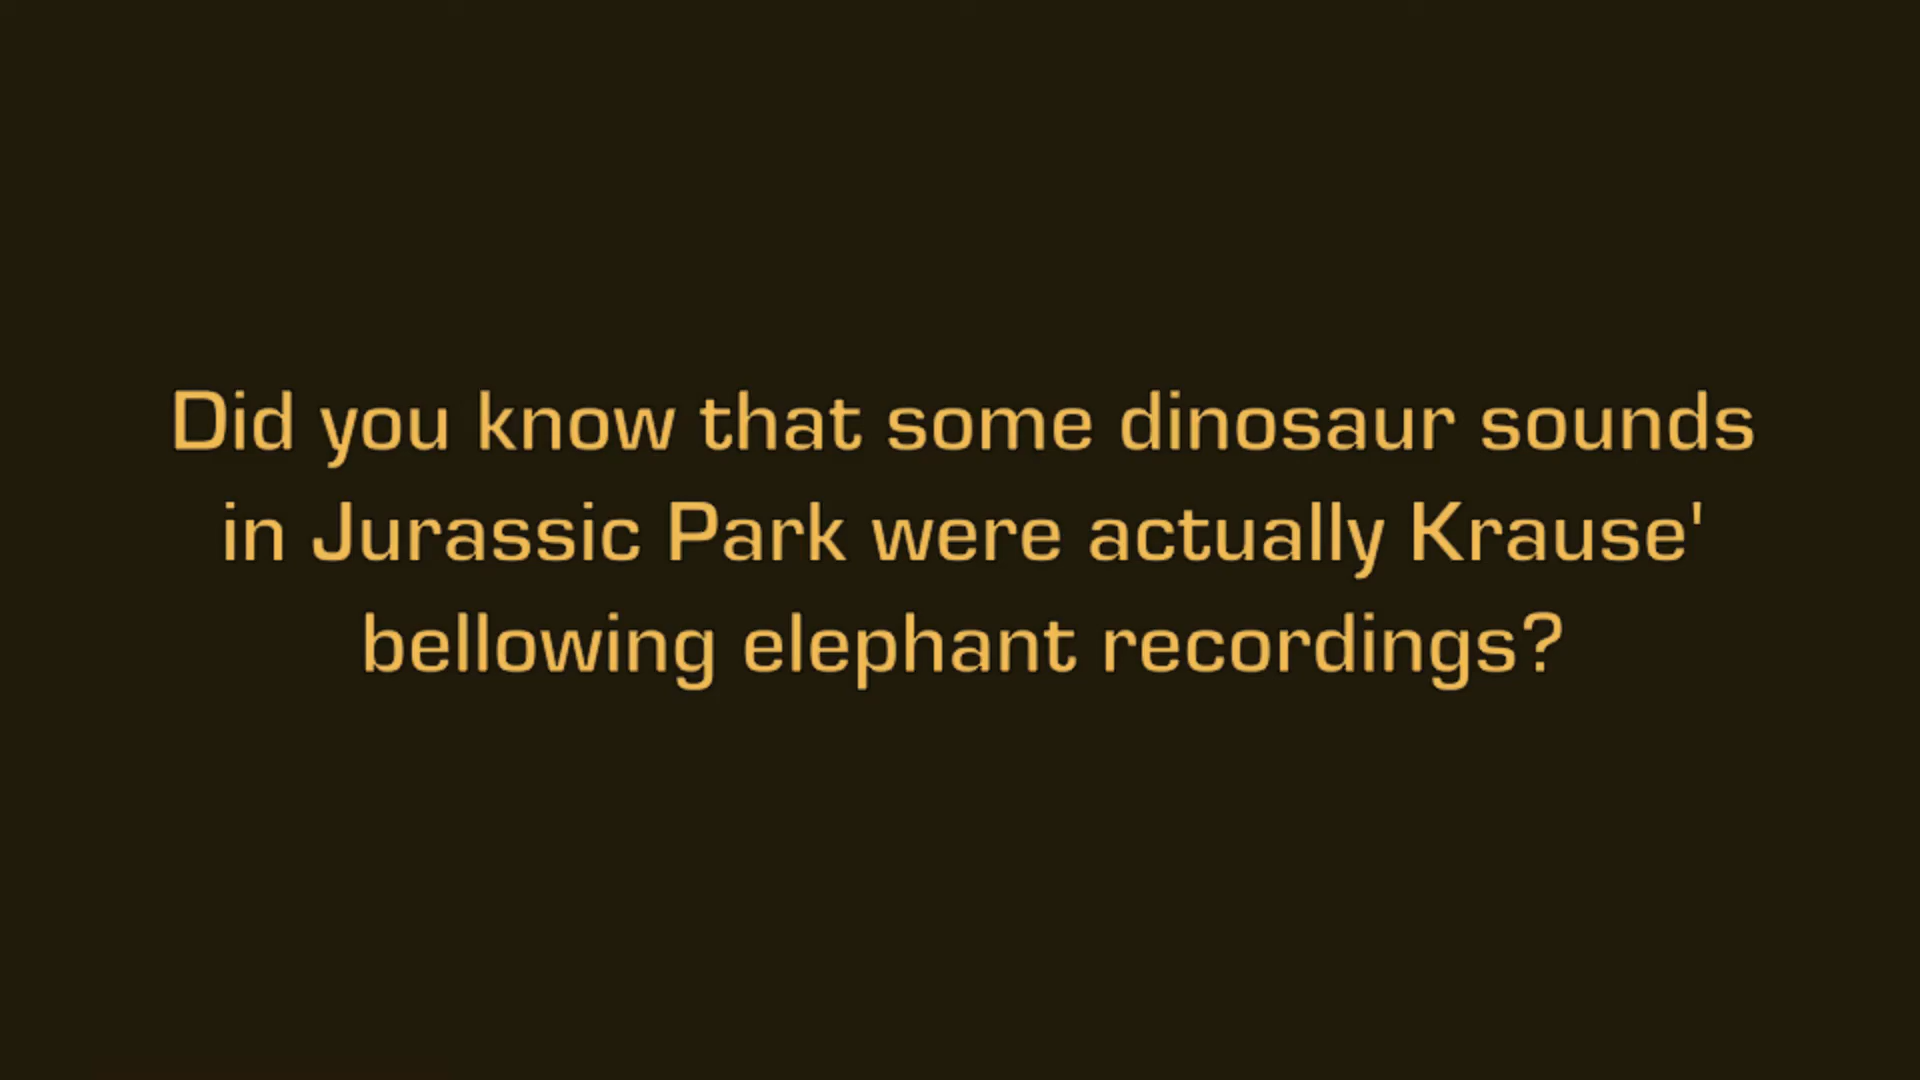 Did you know that some dinosaur sounds
in Jurassic Park were actually Krause'
bellowing elephant recordings?